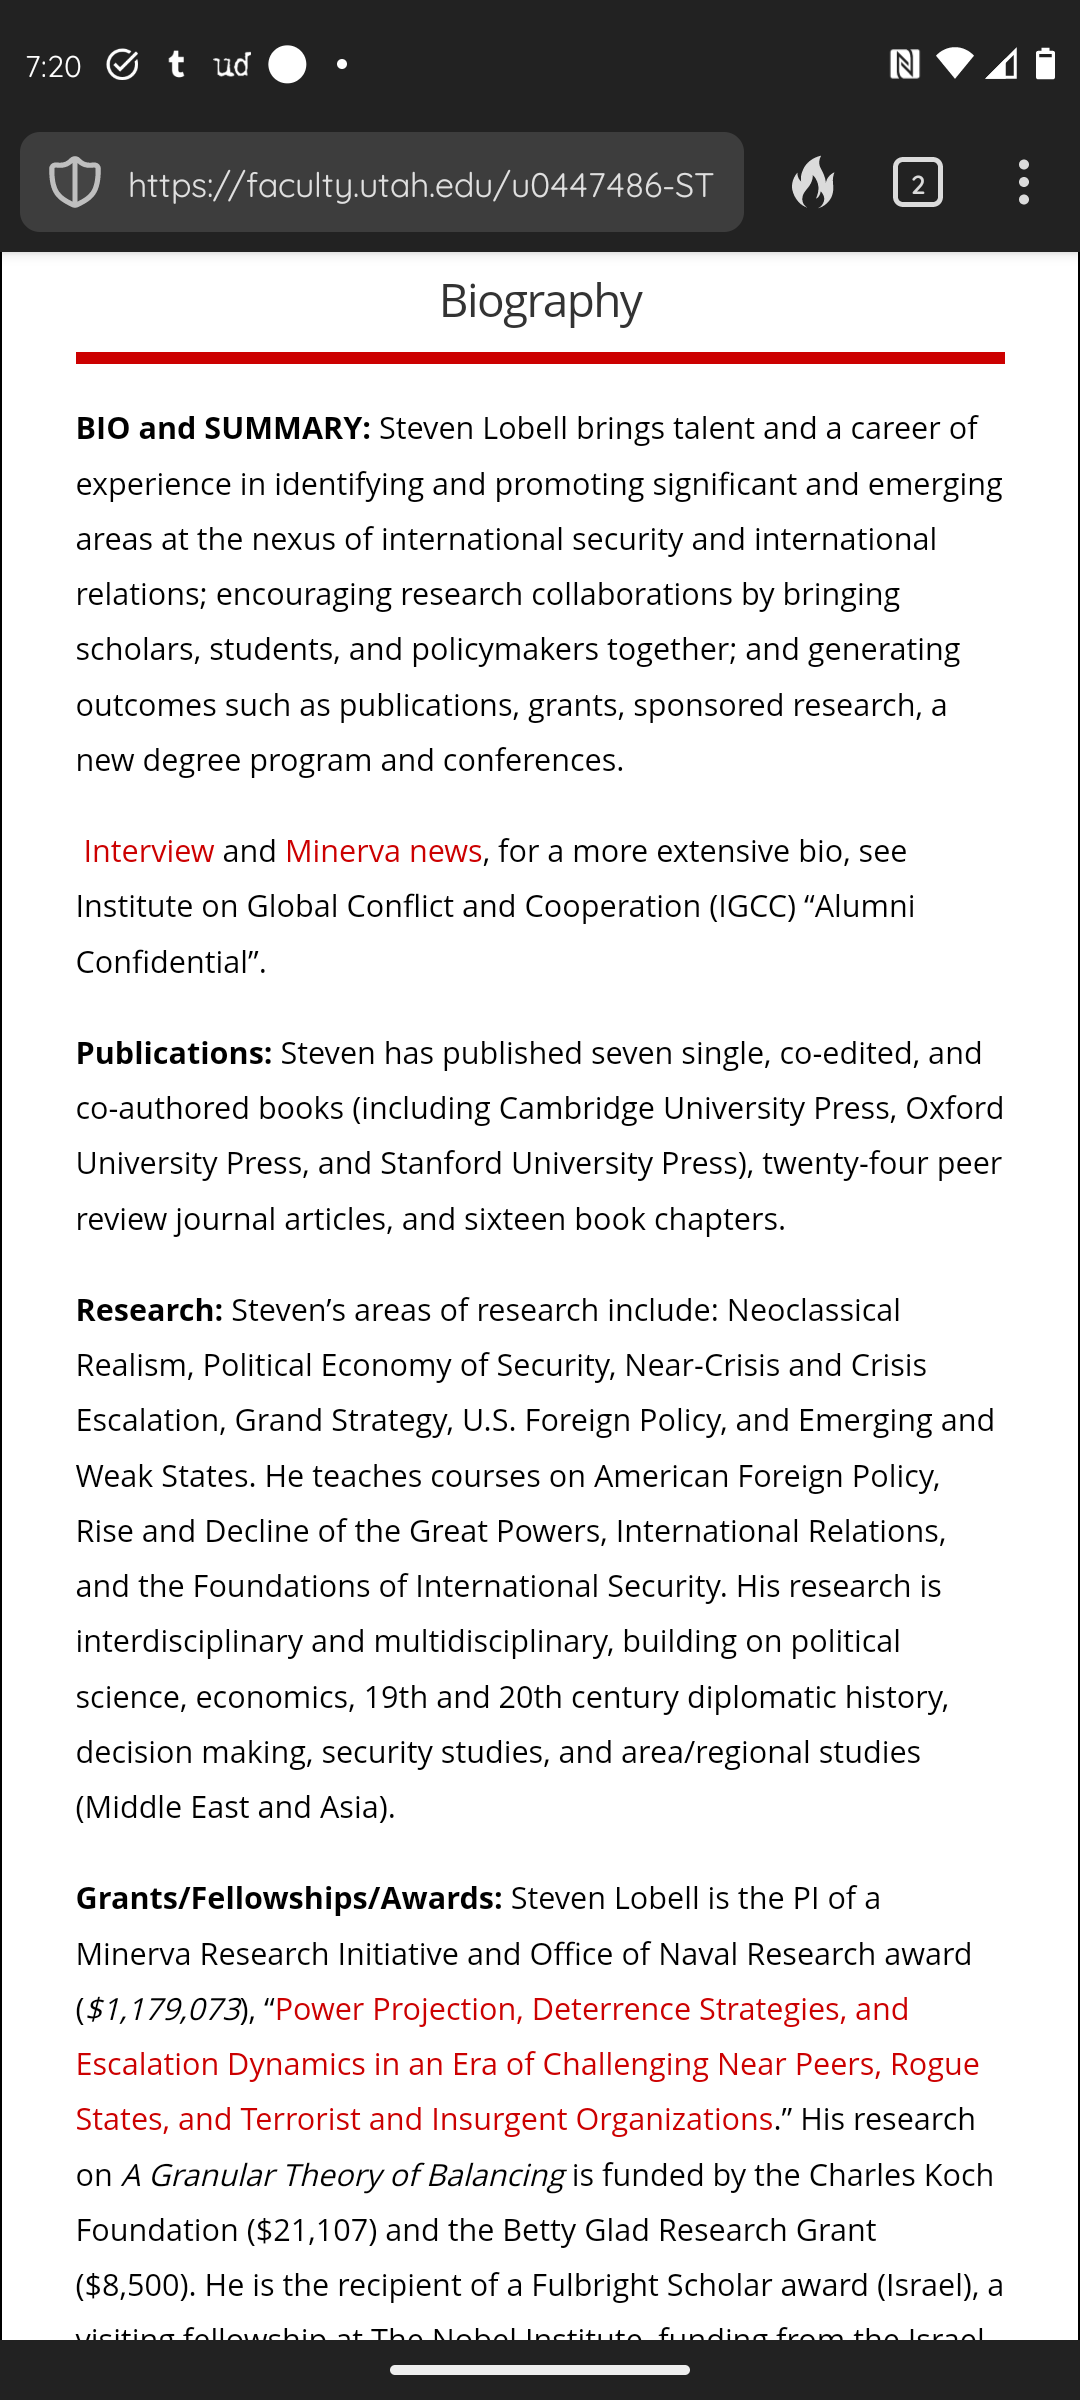 7:20 t ud
https://faculty.utah.edu/u0447486-ST 2
Biography
BIO and SUMMARY: Steven Lobell brings talent and a career of
experience in identifying and promoting significant and emerging
areas at the nexus of international security and international
relations; encouraging research collaborations by bringing
scholars, students, and policymakers together; and generating
outcomes such as publications, grants, sponsored research, a
new degree program and conferences.
Interview and Minerva news, for a more extensive bio, see
Institute on Global Conflict and Cooperation (IGCC) “Alumni
Confidential”.
Publications: Steven has published seven single, co-edited, and
co-authored books (including Cambridge University Press, Oxford
University Press, and Stanford University Press), twenty-four peer
review journal articles, and sixteen book chapters.
Research: Steven’s areas of research include: Neoclassical
Realism, Political Economy of Security, Near-Crisis and Crisis
Escalation, Grand Strategy, U.S. Foreign Policy, and Emerging and
Weak States. He teaches courses on American Foreign Policy,
Rise and Decline of the Great Powers, International Relations,
and the Foundations of International Security. His research is
interdisciplinary and multidisciplinary, building on political
science, economics, 19th and 20th century diplomatic history,
decision making, security studies, and area/regional studies
(Middle East and Asia).
Grants/Fellowships/Awards: Steven Lobell is the PI of a
Minerva Research Initiative and Office of Naval Research award
($1,179,073), “Power Projection, Deterrence Strategies, and
Escalation Dynamics in an Era of Challenging Near Peers, Rogue
States, and Terrorist and Insurgent Organizations.” His research
on A Granular Theory of Balancing is funded by the Charles Koch
Foundation ($21,107) and the Betty Glad Research Grant
($8,500). He is the recipient of a Fulbright Scholar award (Israel), a
visiting fellowship at The Nobel Institute, funding from the Israel